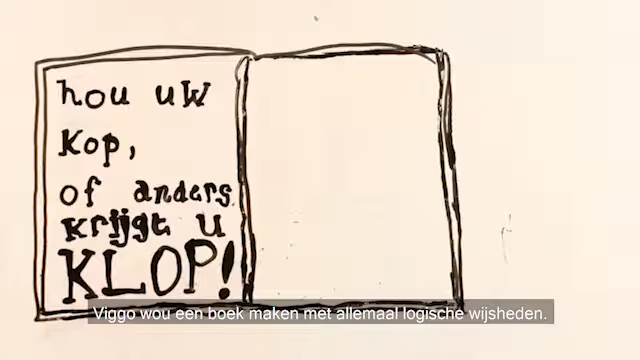 hou uw
kop,
of anders
krijgt u
KLOP!
Viggo wou een boek maken met allemaal logische wijsheden.